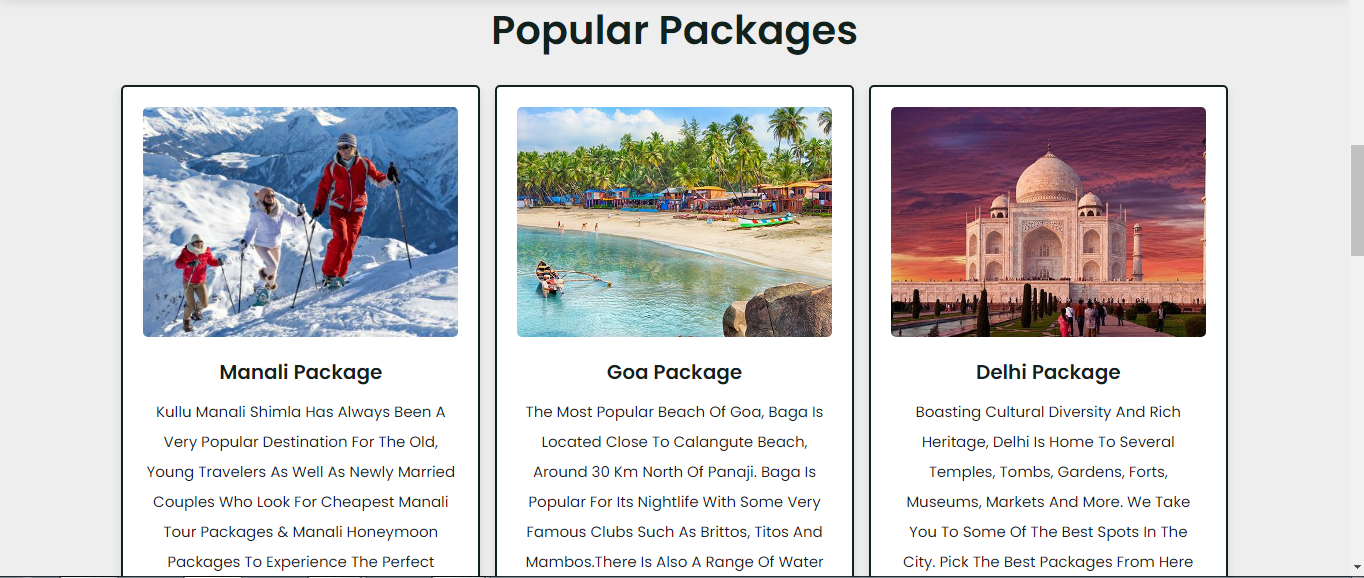 Popular Packages
Manali Package
Kullu Manali Shimla Has Always Been A
Very Popular Destination For The Old,
Young Travelers As Well As Newly Married
Couples Who Look For Cheapest Manali
Tour Packages & Manali Honeymoon
Packages To Experience The Perfect
Goa Package
The Most Popular Beach Of Goa, Baga Is
Located Close To Calangute Beach,
Around 30 Km North Of Panaji. Baga Is
Popular For Its Nightlife With Some Very
Famous Clubs Such As Brittos, Titos And
Mambos.There Is Also A Range Of Water
Delhi Package
Boasting Cultural Diversity And Rich
Heritage, Delhi Is Home To Several
Temples, Tombs, Gardens, Forts,
Museums, Markets And More. We Take
You To Some Of The Best Spots In The
City. Pick The Best Packages From Here